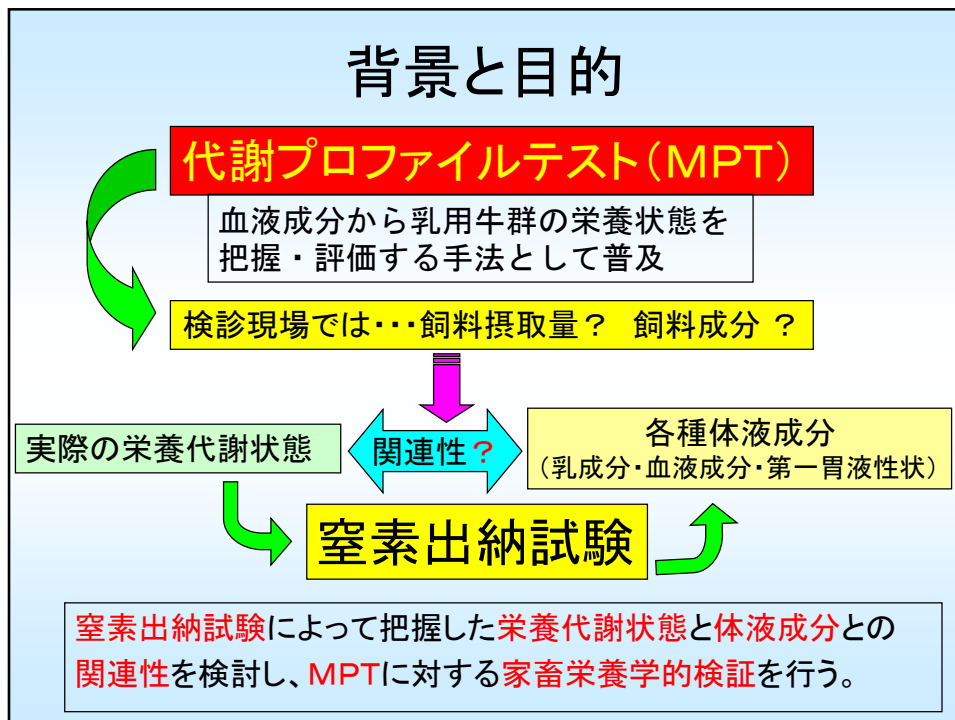 背景と目的
代謝プロファイルテスト（ＭＰＴ）
血液成分から乳用牛群の栄養状態を
把握・評価する手法として普及
検診現場では・・・飼料摂取量？　飼料成分 ？
実際の栄養代謝状態
関連性？
各種体液成分
（乳成分・血液成分・第一胃液性状）
窒素出納試験
窒素出納試験によって把握した栄養代謝状態と体液成分との
関連性を検討し、ＭＰＴに対する家畜栄養学的検証を行う。